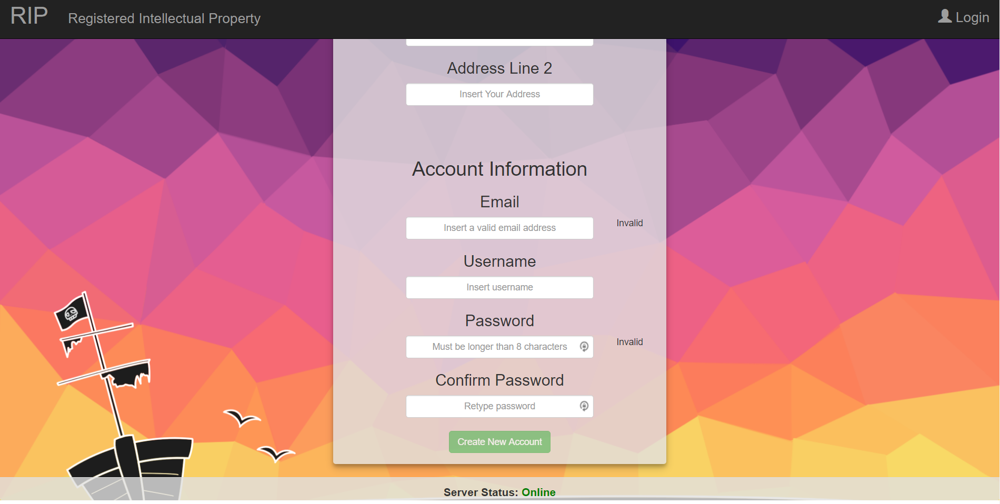 RIP Registered Intellectual Property Login
Address Line 2
Insert Your Address
Account Information
Email
Insert a valid email address Invalid
Username
Insert username
Password
Must be longer than 8 characters Invalid
Confirm Password
Retype password
Create New Account
Server Status: Online